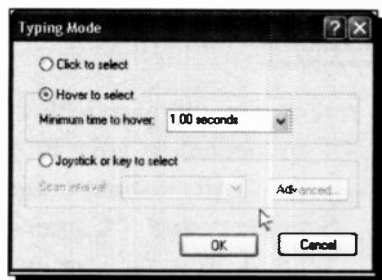 Typing Mode
Click to select
Hover to select
Minimum time to hover: 1.00 seconds
Joystick or key to select
Scan interval:
Advanced...
OK Cancel